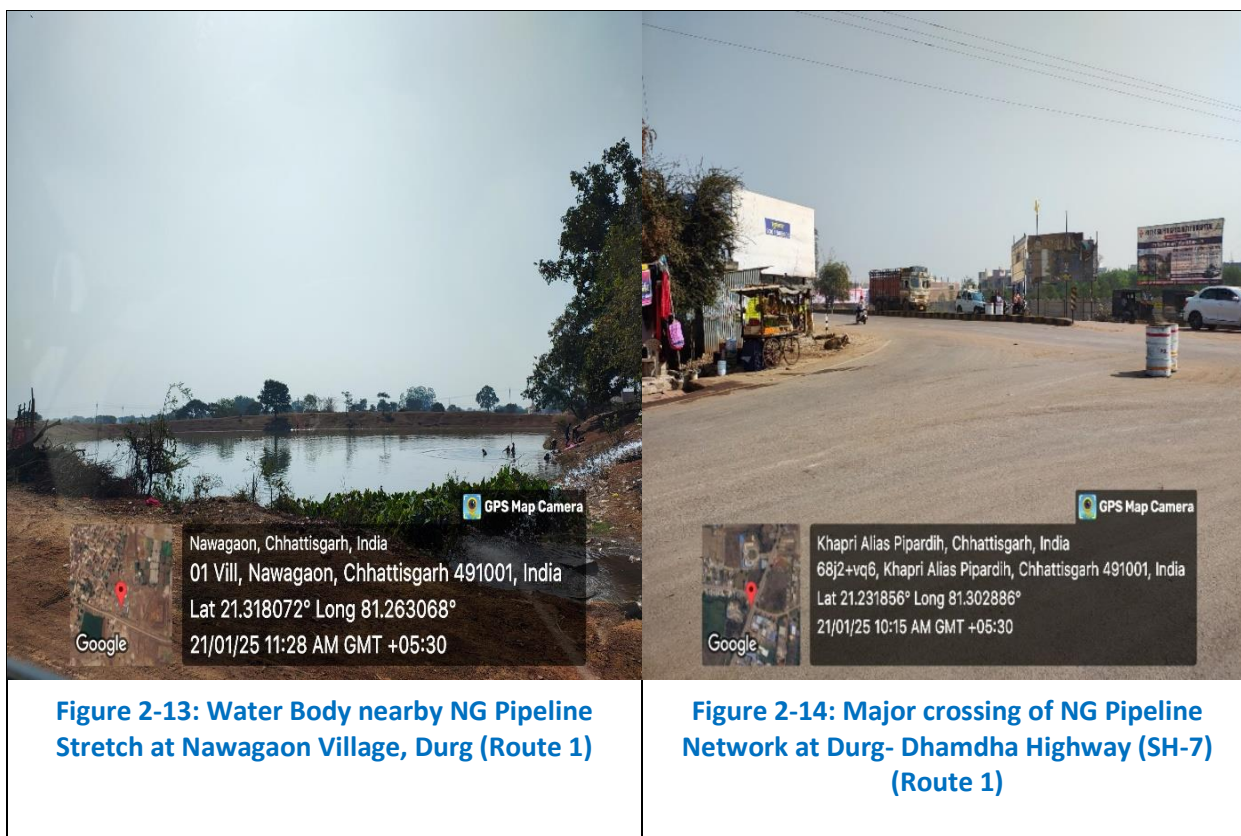 GPS Map Camera
Nawagaon, Chhattisgarh, India
01 Vill, Nawagaon, Chhattisgarh 491001, India
Lat 21.318072° Long 81.263068°
21/01/25 11:28 AM GMT +05:30
Google
GPS Map Camera
Khapri Alias Pipardih, Chhattisgarh, India
68j2+vq6, Khapri Alias Pipardih, Chhattisgarh 491001, India
Lat 21.231856° Long 81.302886°
21/01/25 10:15 AM GMT +05:30
Google
Figure 2-13: Water Body nearby NG Pipeline
Stretch at Nawagaon Village, Durg (Route 1)
Figure 2-14: Major crossing of NG Pipeline
Network at Durg- Dhamdha Highway (SH-7)
(Route 1)